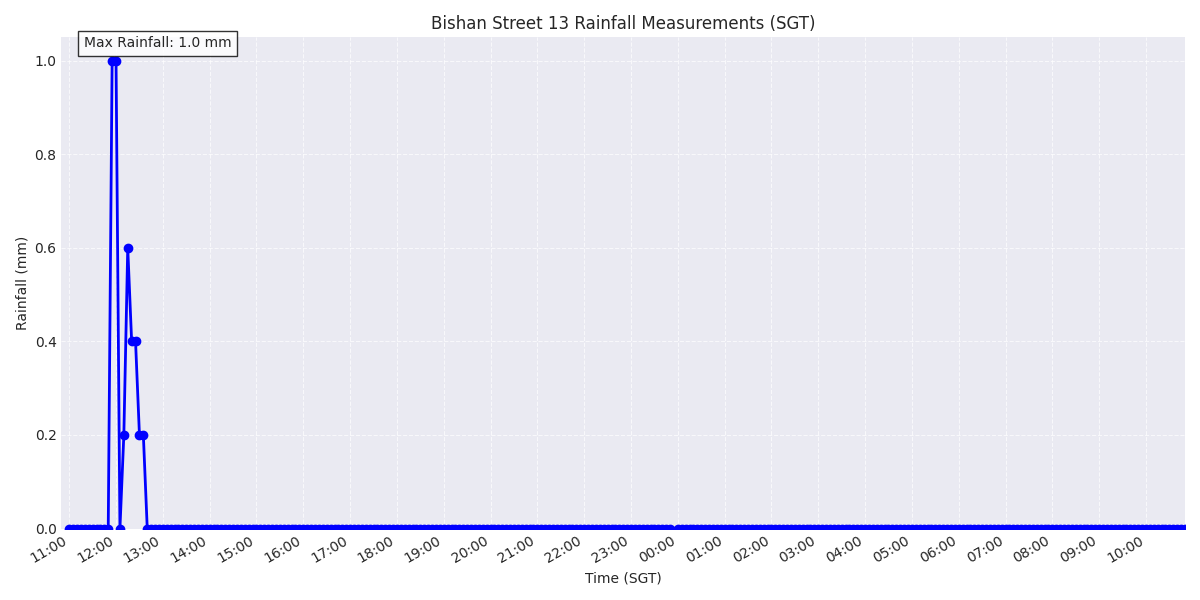 Bishan Street 13 Rainfall Measurements (SGT)
Max Rainfall: 1.0 mm
1.0
0.8
0.6
0.4
0.2
0.0
Rainfall (mm)
11:00 12:00 13:00 14:00 15:00 16:00 17:00 18:00 19:00 20:00 21:00 22:00 23:00 00:00 01:00 02:00 03:00 04:00 05:00 06:00 07:00 08:00 09:00 10:00
Time (SGT)